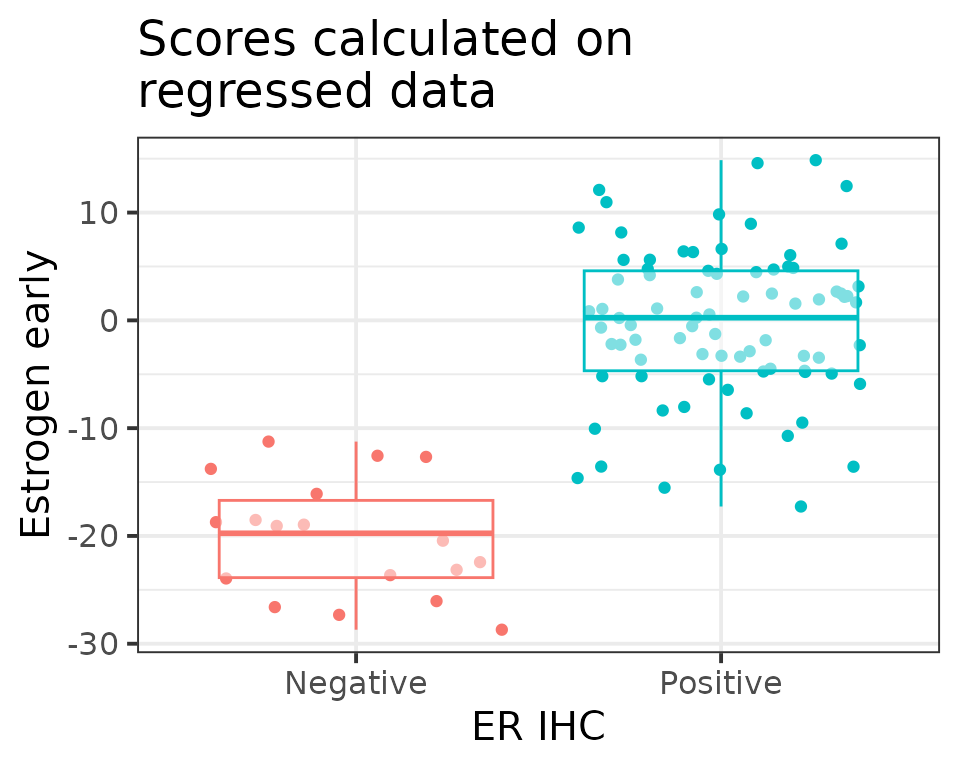 Scores calculated on
regressed data
Estrogen early
10
0
-10
-20
-30
Negative
Positive
ER IHC